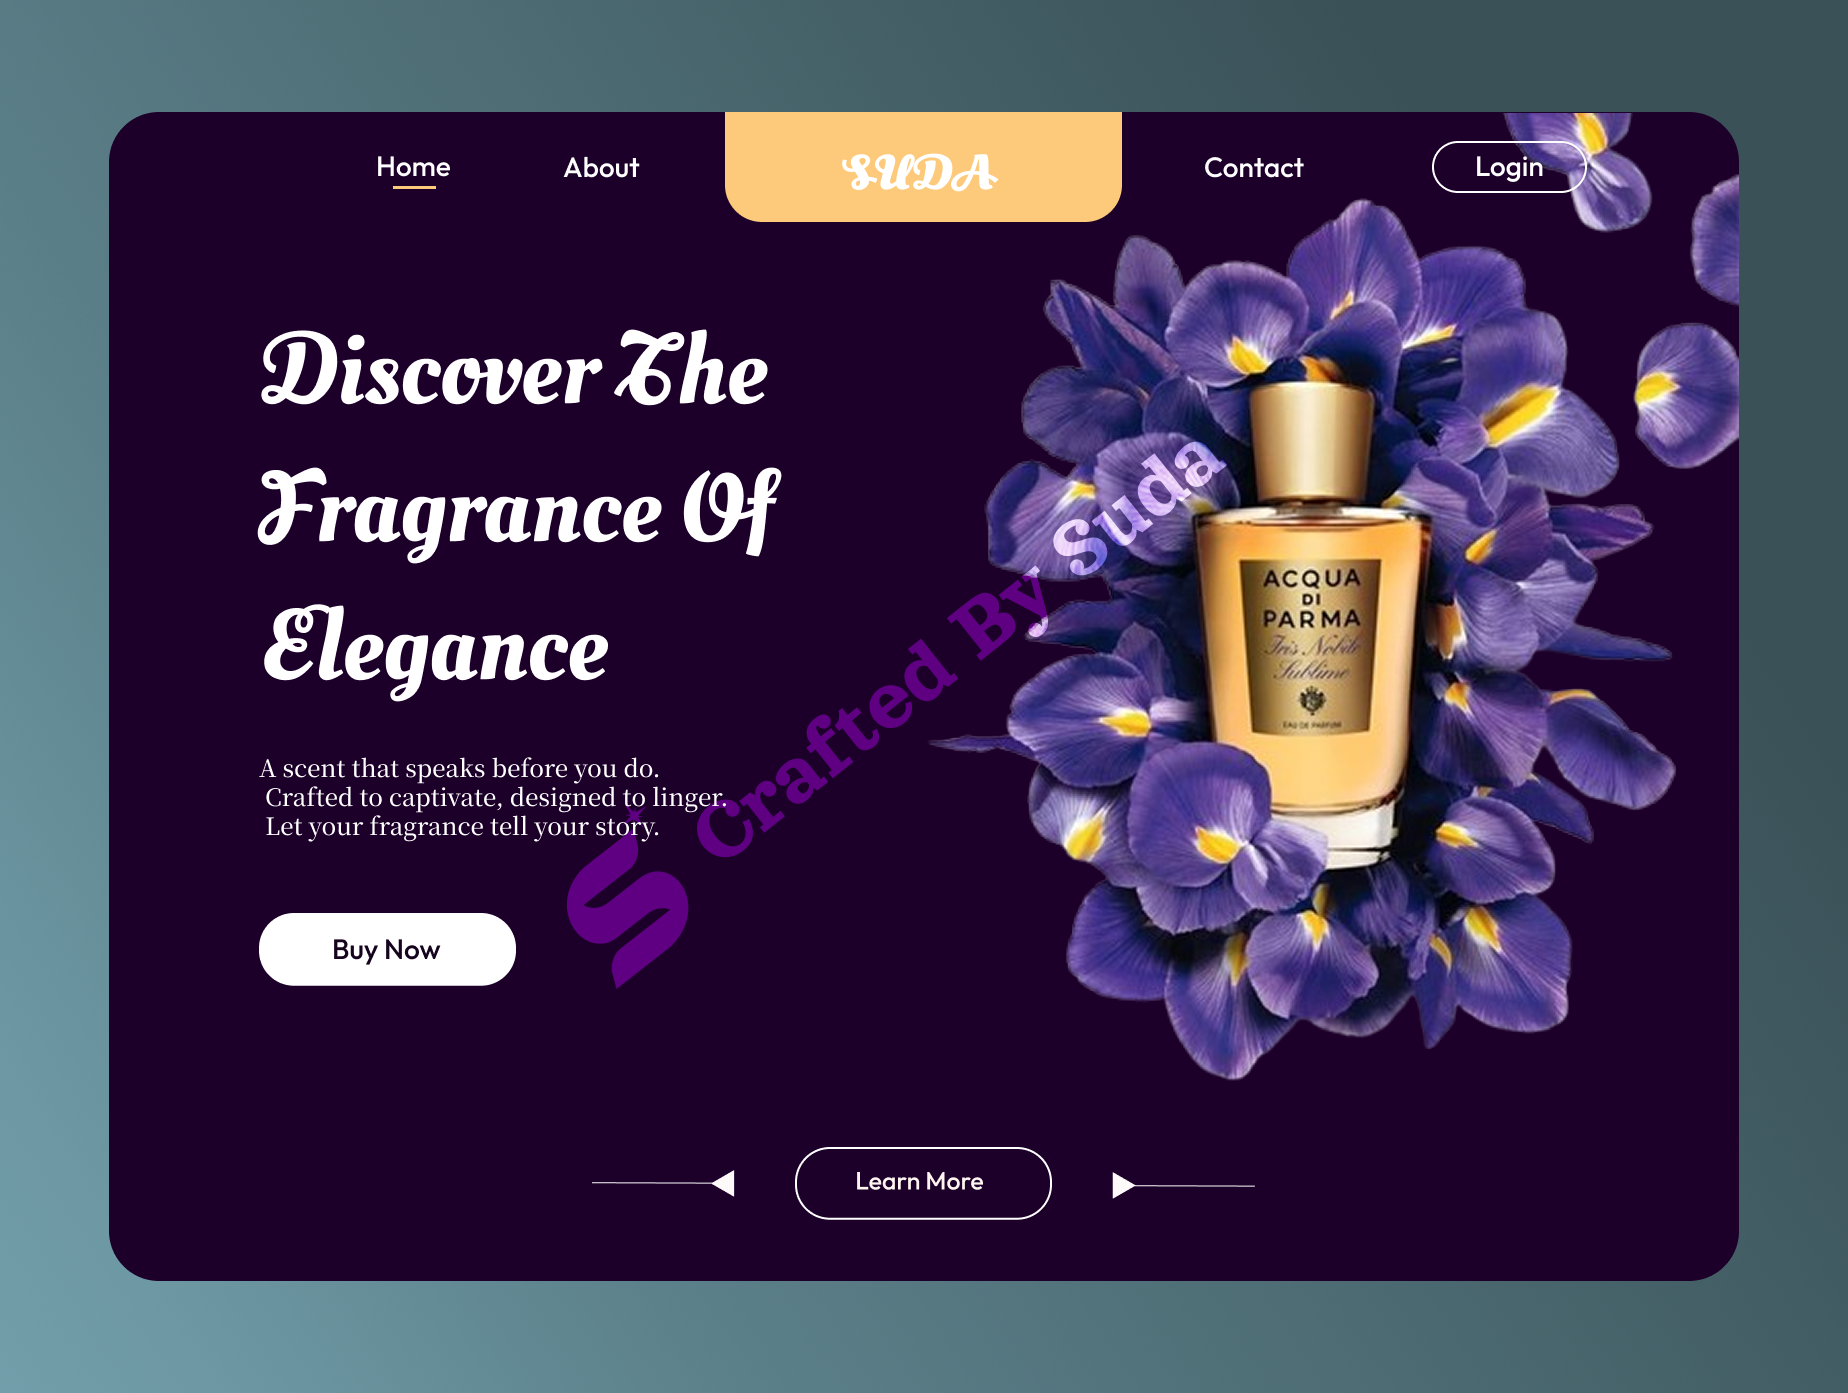 Home
About
SUDA
Contact
Login
Discover The
Fragrance Of
Elegance
A scent that speaks before you do.
Crafted to captivate, designed to linger.
Let your fragrance tell your story.
Buy Now
Crafted By Suda
ACQUA
DI
PARMA
Iris Nobile
Sublime
EAU DE PARFUM
Learn More